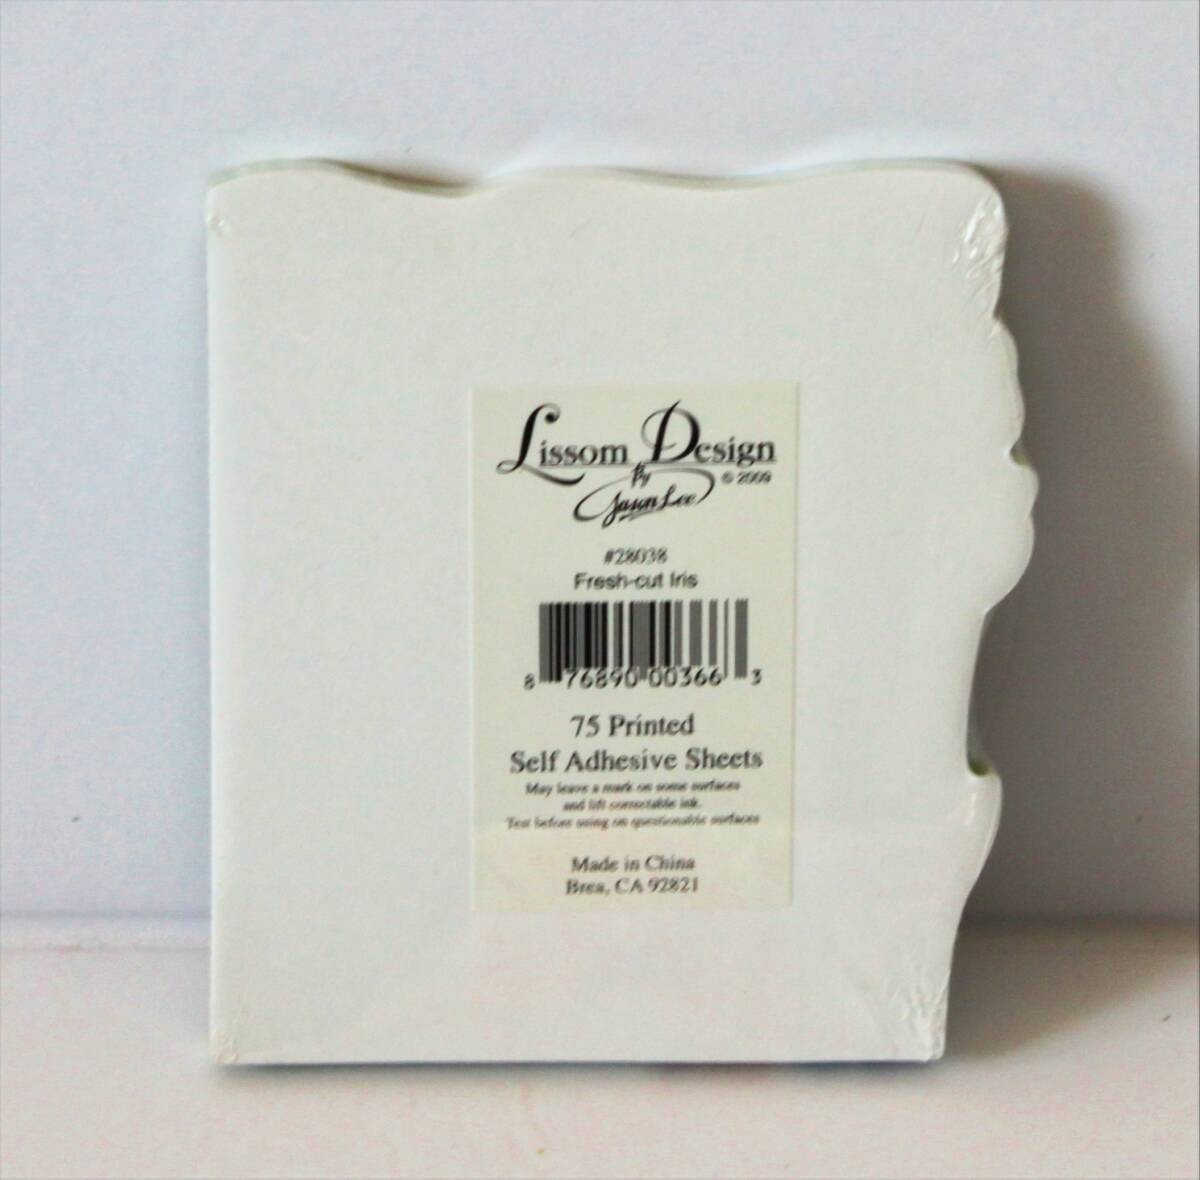 Lissom Design
By © 2009
Jason Lee
#28038
Fresh-cut Iris
8 76890 00366 3
75 Printed
Self Adhesive Sheets
May leave a mark on some surfaces
and lift correctable ink.
Test before using on questionable surfaces
Made in China
Brea, CA 92821